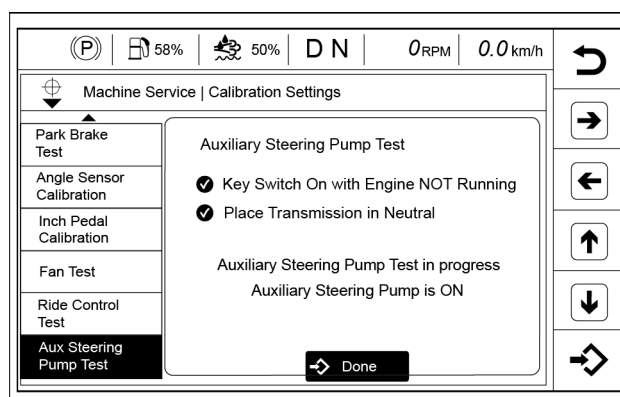 (P) 58% 50% D N 0 RPM 0.0 km/h
Machine Service | Calibration Settings
Park Brake
Test
Angle Sensor
Calibration
Inch Pedal
Calibration
Fan Test
Ride Control
Test
Aux Steering
Pump Test
Auxiliary Steering Pump Test
Key Switch On with Engine NOT Running
Place Transmission in Neutral
Auxiliary Steering Pump Test in progress
Auxiliary Steering Pump is ON
Done